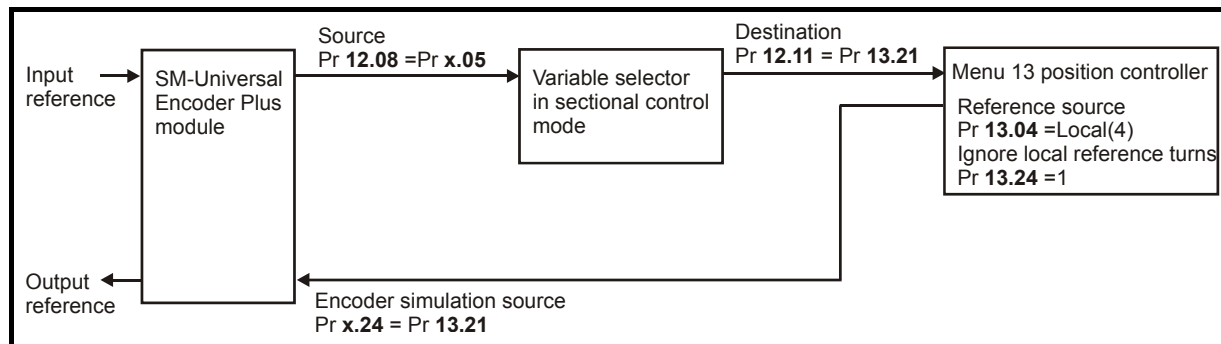 Input
reference
SM-Universal
Encoder Plus
module
Source
Pr 12.08 =Pr x.05
Variable selector
in sectional control
mode
Destination
Pr 12.11 = Pr 13.21
Menu 13 position controller
Reference source
Pr 13.04 =Local(4)
Ignore local reference turns
Pr 13.24 =1
Output
reference
Encoder simulation source
Pr x.24 = Pr 13.21